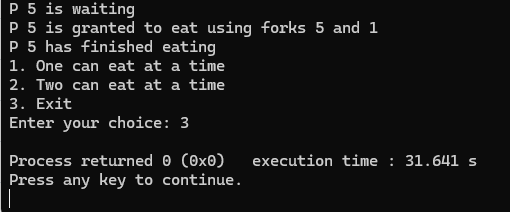 P 5 is waiting
P 5 is granted to eat using forks 5 and 1
P 5 has finished eating
1. One can eat at a time
2. Two can eat at a time
3. Exit
Enter your choice: 3
Process returned 0 (0x0)   execution time : 31.641 s
Press any key to continue.